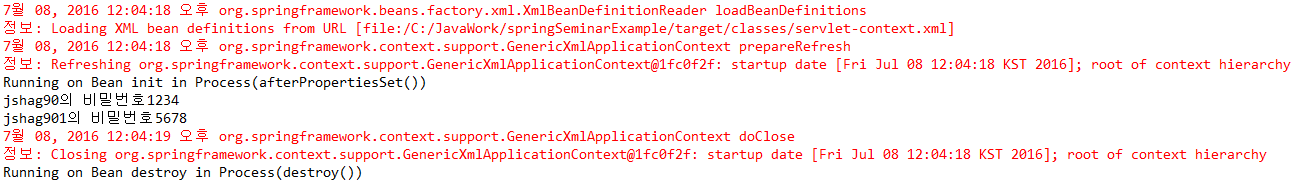 7월 08, 2016 12:04:18 오후 org.springframework.beans.factory.xml.XmlBeanDefinitionReader loadBeanDefinitions
정보: Loading XML bean definitions from URL [file:/C:/JavaWork/springSeminarExample/target/classes/servlet-context.xml]
7월 08, 2016 12:04:18 오후 org.springframework.context.support.GenericXmlApplicationContext prepareRefresh
정보: Refreshing org.springframework.context.support.GenericXmlApplicationContext@1fc0f2f: startup date [Fri Jul 08 12:04:18 KST 2016]; root of context hierarchy
Running on Bean init in Process(afterPropertiesSet())
jshag90의 비밀번호1234
jshag901의 비밀번호5678
7월 08, 2016 12:04:19 오후 org.springframework.context.support.GenericXmlApplicationContext doClose
정보: Closing org.springframework.context.support.GenericXmlApplicationContext@1fc0f2f: startup date [Fri Jul 08 12:04:18 KST 2016]; root of context hierarchy
Running on Bean destroy in Process(destroy())